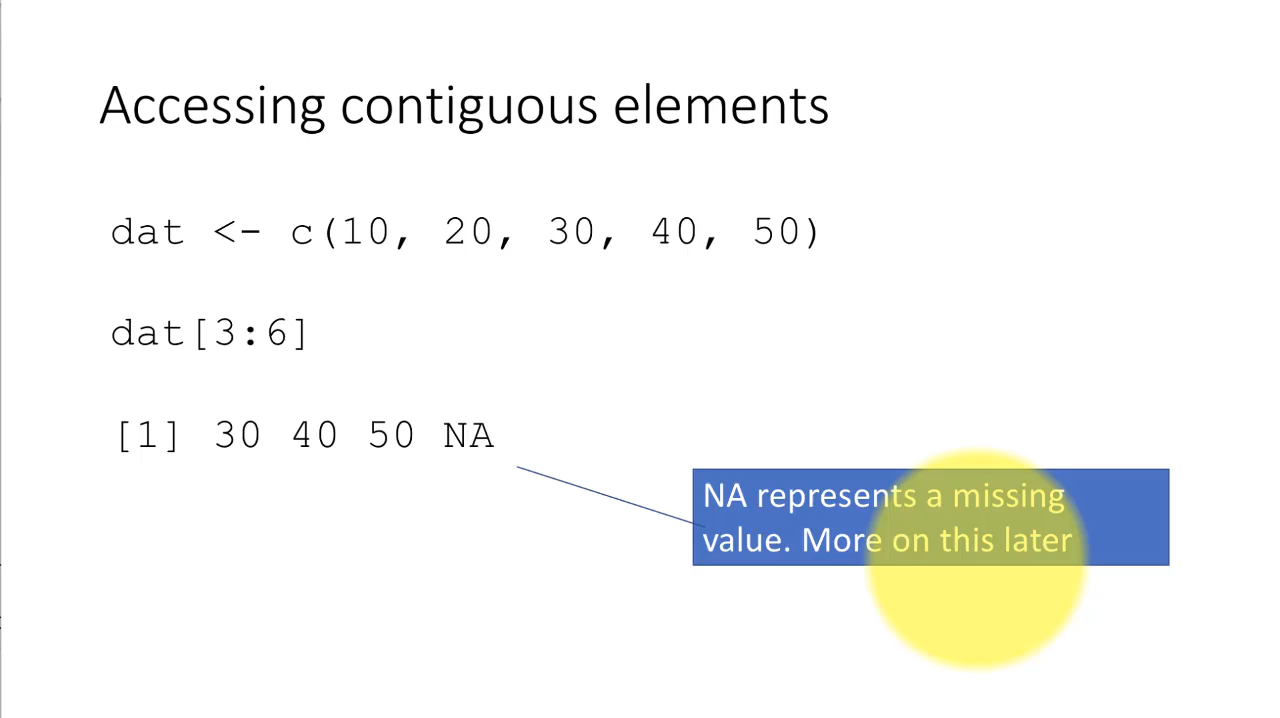 Accessing contiguous elements
dat <- c(10, 20, 30, 40, 50)
dat[3:6]
[1] 30 40 50 NA
NA represents a missing
value. More on this later